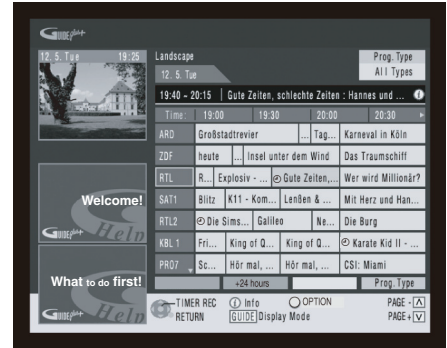 GUIDE plus+
12. 5. Tue 19:25 Landscape Prog. Type
12. 5. Tue All Types
19:40 ~ 20:15 Gute Zeiten, schlechte Zeiten : Hannes und ... i
Time: 19:00 19:30 20:00 20:30
ARD Großstadtrevier ... Tag... Karneval in Köln
ZDF heute ... Insel unter dem Wind Das Traumschiff
RTL R... Explosiv - ... Gute Zeiten,... Wer wird Millionär?
SAT1 Blitz K11 - Kom... Lenßen & ... Mit Herz und Han...
RTL2 Die Sims... Galileo Ne... Die Burg
KBL 1 Fri... King of Q... King of Q... Karate Kid II - ...
PRO7 Sc... Hör mal, ... Hör mal, ... CSI: Miami
Welcome!
GUIDE plus+ Help
What to do first!
GUIDE plus+ Help
+24 hours Prog. Type
TIMER REC i Info OPTION PAGE - Λ
RETURN GUIDE Display Mode PAGE + V